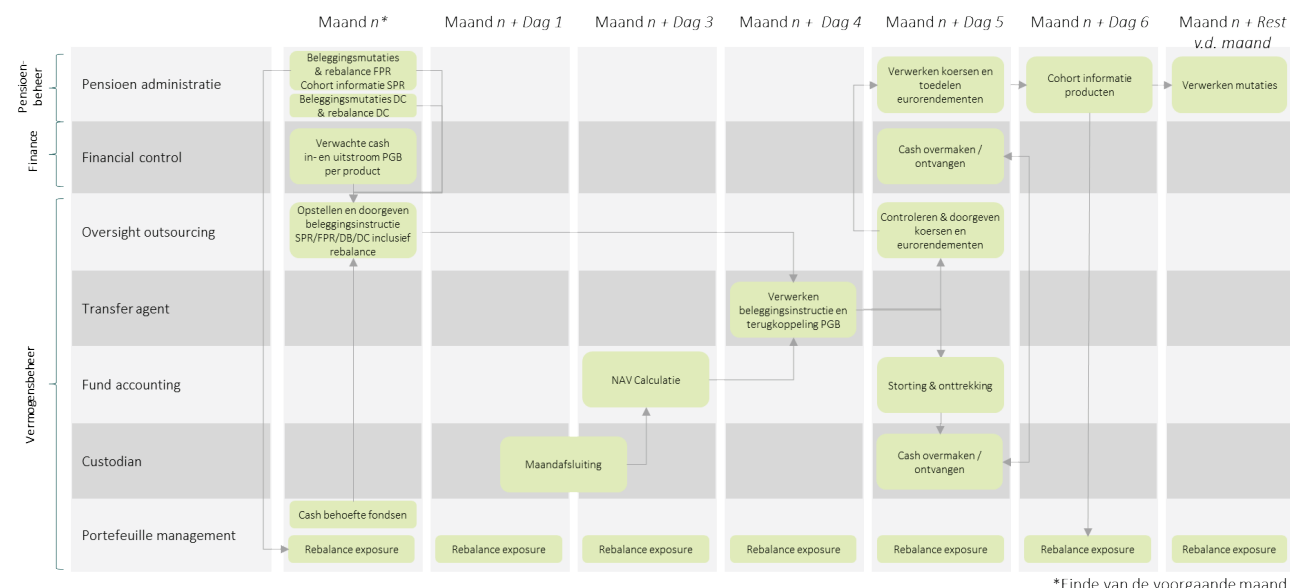 Maand n*
Maand n + Dag 1
Maand n + Dag 3
Maand n + Dag 4
Maand n + Dag 5
Maand n + Dag 6
Maand n + Rest
v.d. maand
Pensioen-
beheer
Pensioen administratie
Beleggingsmutaties
& rebalance FPR
Cohort informatie SPR
Beleggingsmutaties DC
& rebalance DC
Verwerken koersen en
toedelen
eurorendementen
Cohort informatie
producten
Verwerken mutaties
Finance
Financial control
Verwachte cash
in- en uitstroom PGB
per product
Cash overmaken /
ontvangen
Vermogensbeheer
Oversight outsourcing
Opstellen en doorgeven
beleggingsinstructie
SPR/FPR/DB/DC inclusief
rebalance
Controleren & doorgeven
koersen en
eurorendementen
Transfer agent
Verwerken
beleggingsinstructie en
terugkoppeling PGB
Fund accounting
NAV Calculatie
Storting & onttrekking
Custodian
Maandafsluiting
Cash overmaken /
ontvangen
Portefeuille management
Cash behoefte fondsen
Rebalance exposure
Rebalance exposure
Rebalance exposure
Rebalance exposure
Rebalance exposure
Rebalance exposure
Rebalance exposure
*Einde van de voorgaande maand